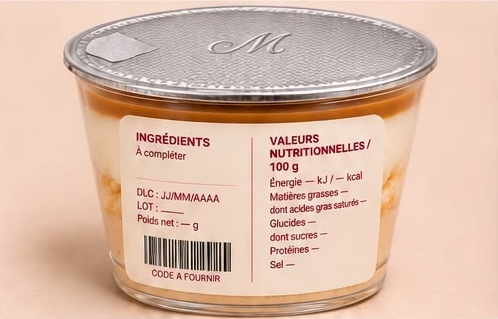 M
INGRÉDIENTS
À compléter
DLC : JJ/MM/AAAA
LOT : ____
Poids net : — g
CODE A FOURNIR
VALEURS
NUTRITIONNELLES /
100 g
Énergie — kJ / — kcal
Matières grasses —
dont acides gras saturés —
Glucides —
dont sucres —
Protéines —
Sel —